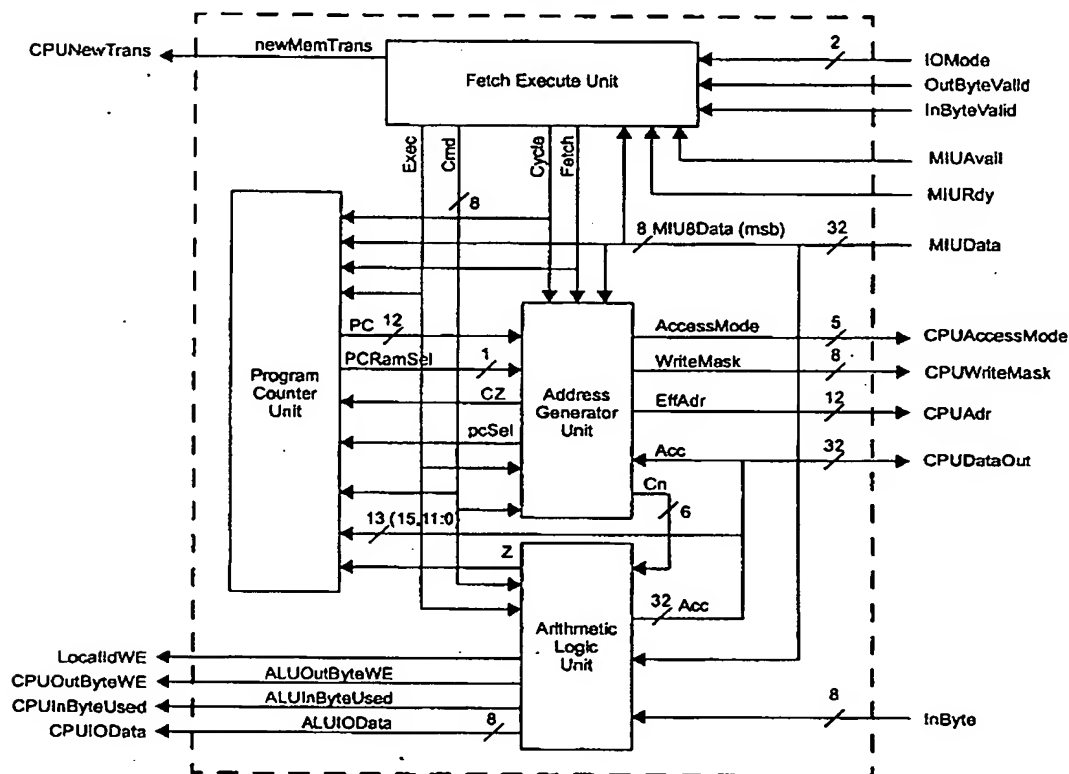 CPUNewTrans
newMemTrans
Fetch Execute Unit
2
IOMode
OutByteValid
InByteValid
MIUAvail
MIURdy
Exec
Cmd
Cycle
Fetch
8
8 MIU8Data (msb)
32
MIUData
PC 12
PCRamSel
1
CZ
pcSel
Program
Counter
Unit
Address
Generator
Unit
AccessMode
5
CPUAccessMode
WriteMask
8
CPUWriteMask
EffAdr
12
CPUAdr
Acc
32
CPUDataOut
Cn
6
13 (15,11:0
Z
32 Acc
Arithmetic
Logic
Unit
LocalIdWE
CPUOutByteWE
ALUOutByteWE
CPUInByteUsed
ALUInByteUsed
CPUIOData
ALUIOData
8
8
InByte